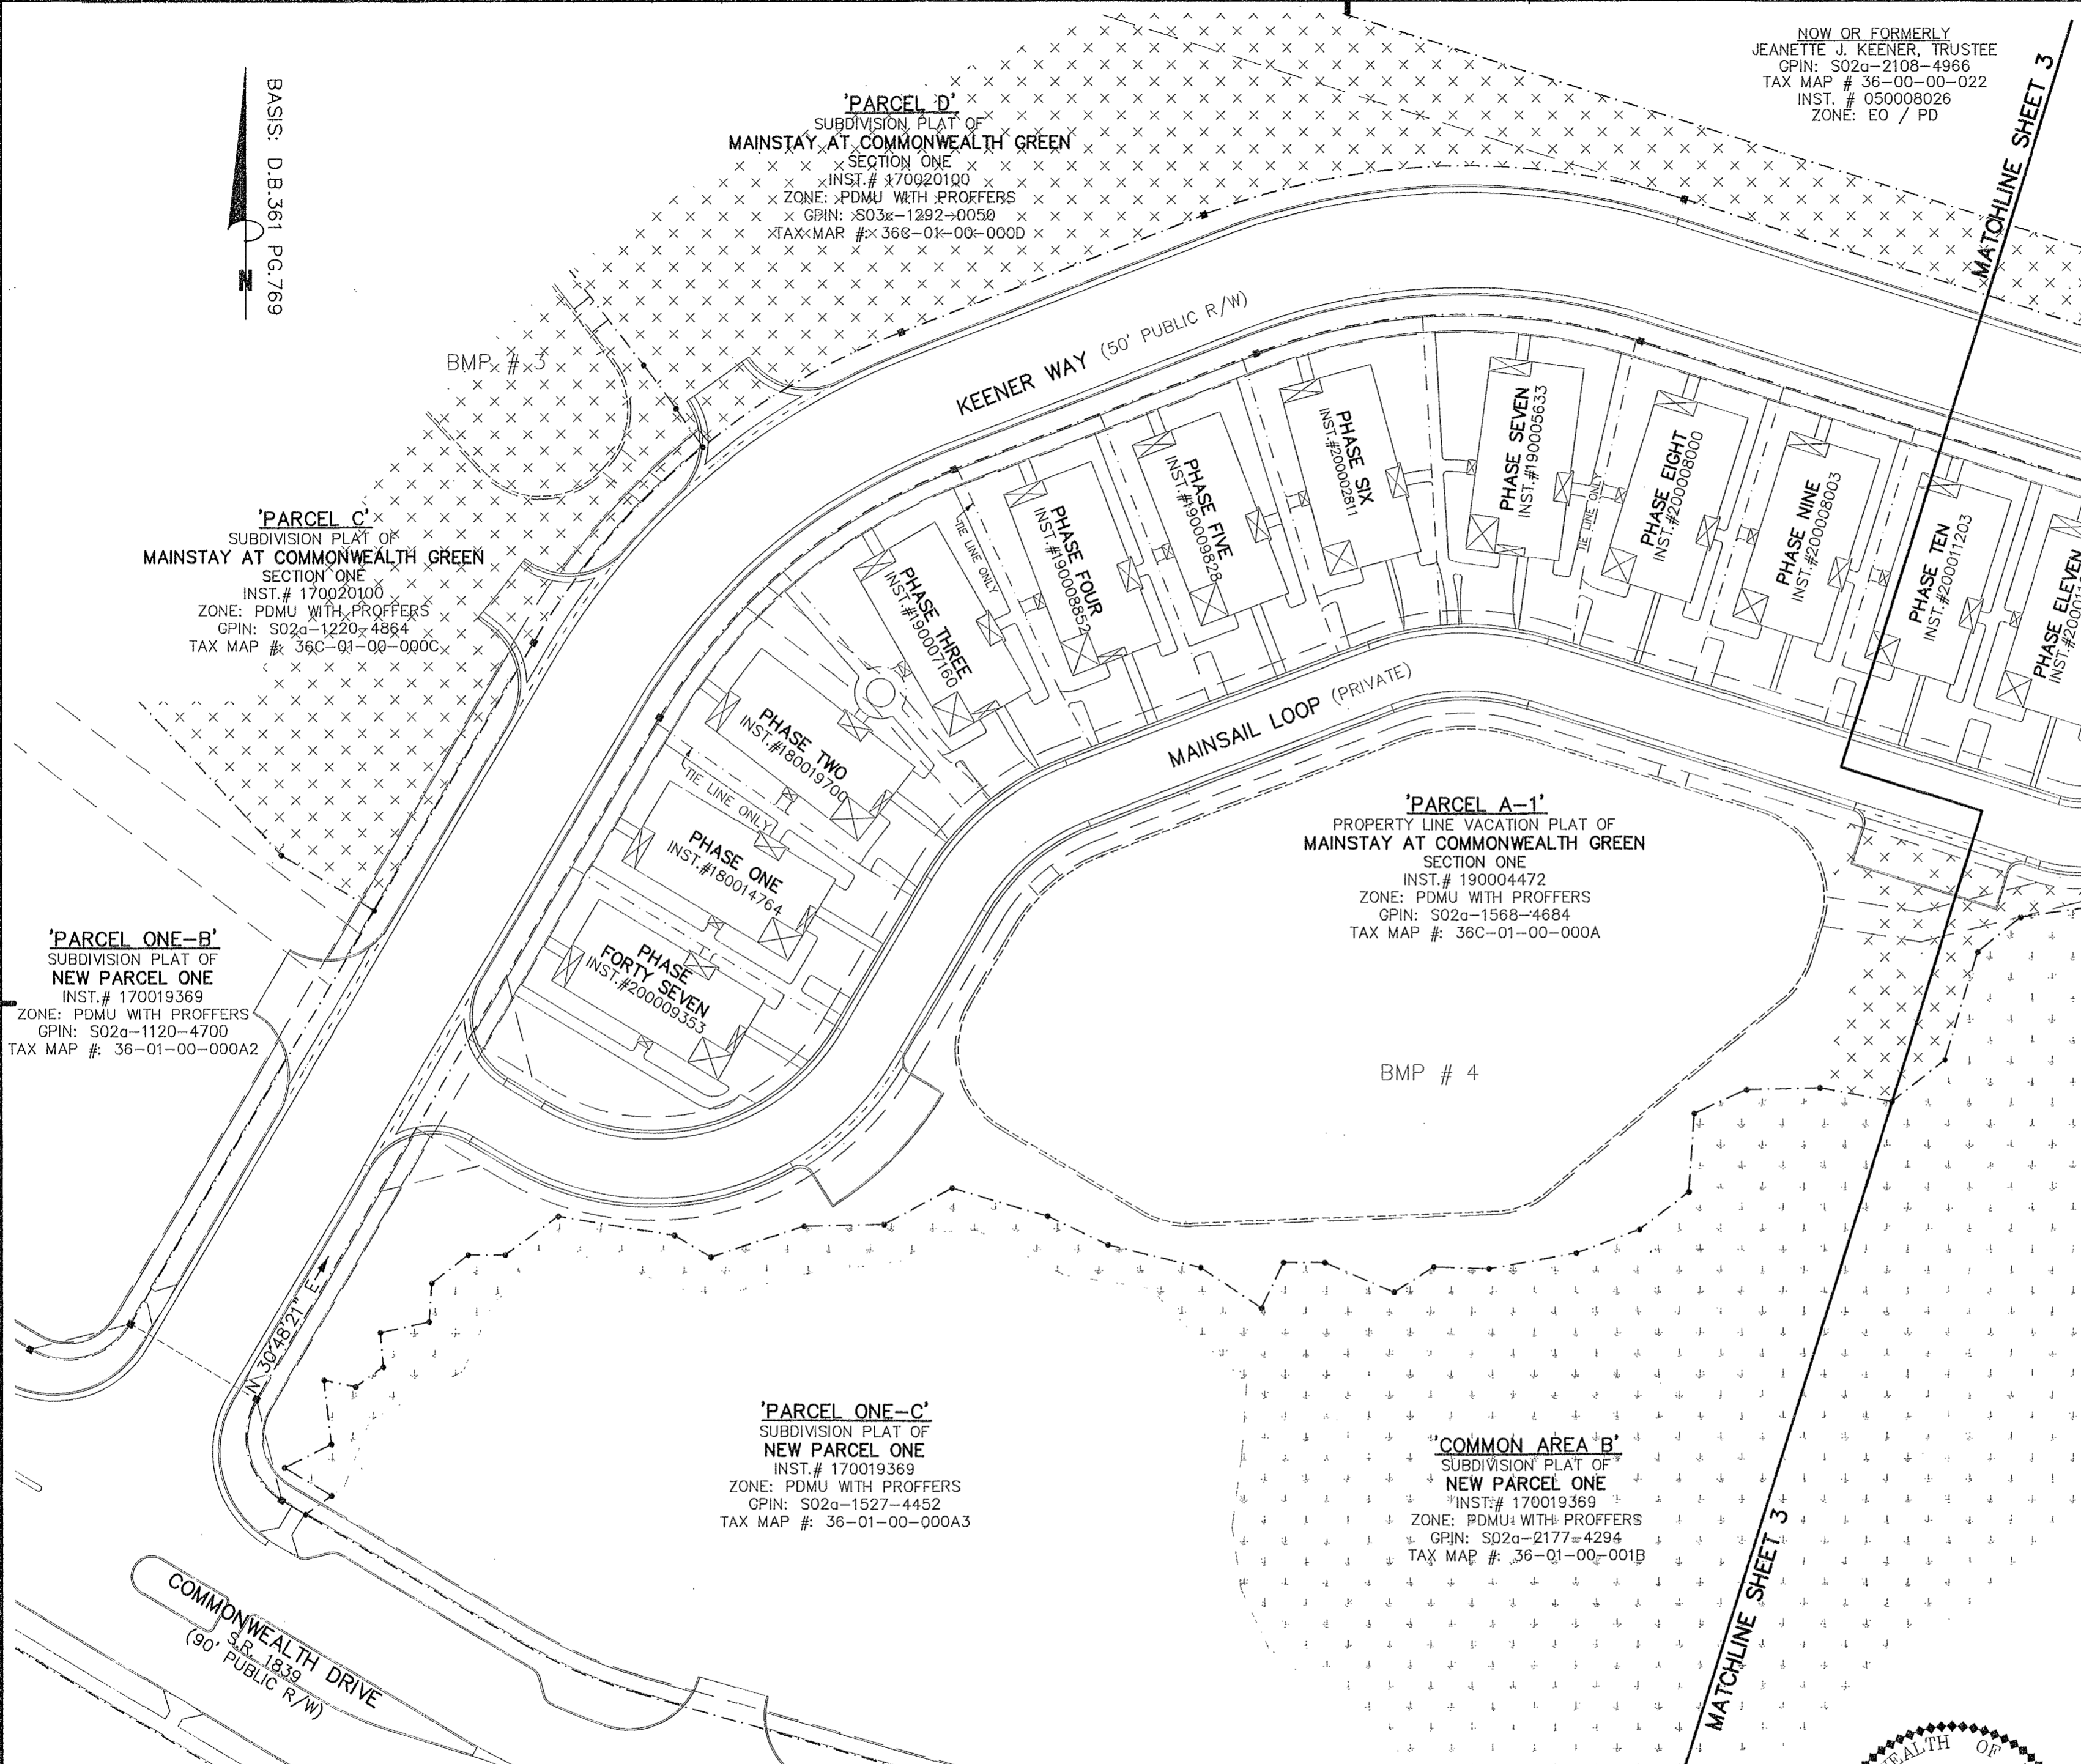 NOW OR FORMERLY
JEANETTE J. KEENER, TRUSTEE
GPIN: S02a-2108-4966
TAX MAP # 36-00-00-022
INST. # 050008026
ZONE: EO / PD
MATCHLINE SHEET 3
BASIS: D.B.361 PG.769
N
'PARCEL D'
SUBDIVISION PLAT OF
MAINSTAY AT COMMONWEALTH GREEN
SECTION ONE
INST.# 170020100
ZONE: PDMU WITH PROFFERS
GPIN: S03c-1292-0050
TAX MAP #: 36C-01-00-000D
BMP # 3
KEENER WAY (50' PUBLIC R/W)
'PARCEL C'
SUBDIVISION PLAT OF
MAINSTAY AT COMMONWEALTH GREEN
SECTION ONE
INST.# 170020100
ZONE: PDMU WITH PROFFERS
GPIN: S02a-1220-4864
TAX MAP #: 36C-01-00-000C
PHASE THREE
INST.#190007160
TIE LINE ONLY
PHASE FOUR
INST.#190008852
PHASE FIVE
INST.#190009828
PHASE SIX
INST.#200002811
PHASE SEVEN
INST.#190005633
TIE LINE ONLY
PHASE EIGHT
INST.#200008000
PHASE NINE
INST.#200008003
PHASE TEN
INST.#200011203
PHASE ELEVEN
MAINSAIL LOOP (PRIVATE)
PHASE TWO
INST.#180019700
TIE LINE ONLY
PHASE ONE
INST.#180014764
PHASE
FORTY SEVEN
INST.#200009353
'PARCEL A-1'
PROPERTY LINE VACATION PLAT OF
MAINSTAY AT COMMONWEALTH GREEN
SECTION ONE
INST.# 190004472
ZONE: PDMU WITH PROFFERS
GPIN: S02a-1568-4684
TAX MAP #: 36C-01-00-000A
BMP # 4
'PARCEL ONE-B'
SUBDIVISION PLAT OF
NEW PARCEL ONE
INST.# 170019369
ZONE: PDMU WITH PROFFERS
GPIN: S02a-1120-4700
TAX MAP #: 36-01-00-000A2
N 30°48'21" E
'PARCEL ONE-C'
SUBDIVISION PLAT OF
NEW PARCEL ONE
INST.# 170019369
ZONE: PDMU WITH PROFFERS
GPIN: S02a-1527-4452
TAX MAP #: 36-01-00-000A3
'COMMON AREA B'
SUBDIVISION PLAT OF
NEW PARCEL ONE
INST.# 170019369
ZONE: PDMU WITH PROFFERS
GPIN: S02a-2177-4294
TAX MAP #: 36-01-00-001B
MATCHLINE SHEET 3
COMMONWEALTH DRIVE
S.R. 1839
(90' PUBLIC R/W)
EALTH OF